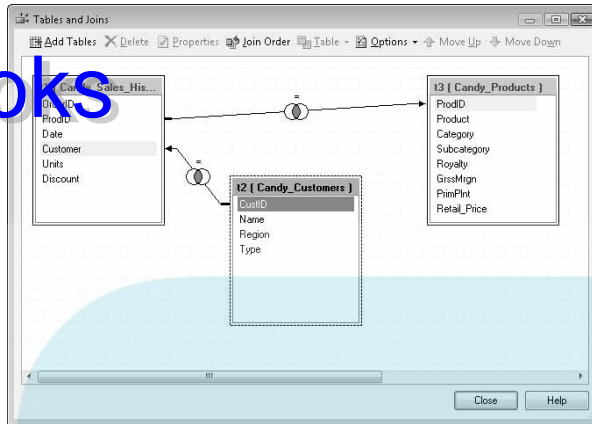 Tables and Joins
Add Tables Delete Properties Join Order Table Options Move Up Move Down
oks
Candy_Sales_His...
ProdID
Date
Customer
Units
Discount
=
=
t3 ( Candy_Products )
ProdID
Product
Category
Subcategory
Royalty
GrssMrgn
PrimPlnt
Retail_Price
t2 ( Candy_Customers )
CustID
Name
Region
Type
Close Help